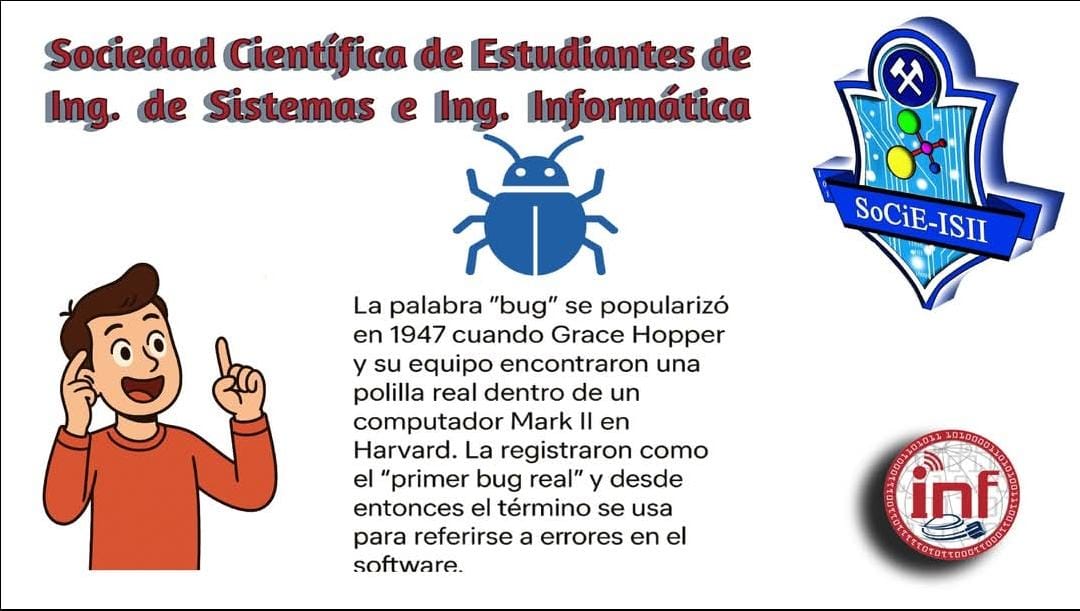 Sociedad Científica de Estudiantes de
Ing. de Sistemas e Ing. Informática
SoCiE-ISII
La palabra "bug" se popularizó
en 1947 cuando Grace Hopper
y su equipo encontraron una
polilla real dentro de un
computador Mark II en
Harvard. La registraron como
el “primer bug real” y desde
entonces el término se usa
para referirse a errores en el
software.
inf